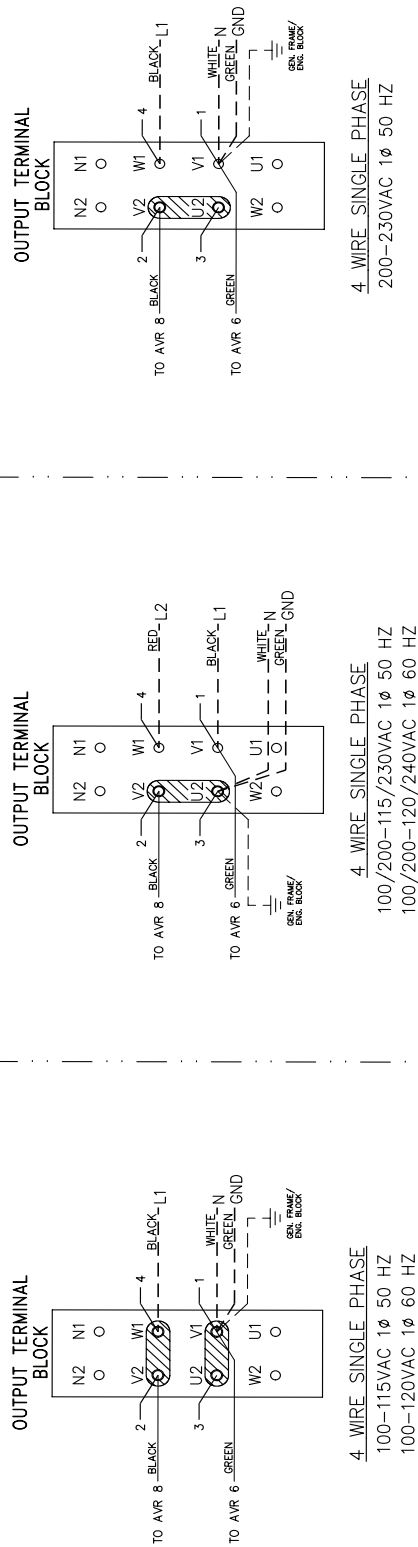 OUTPUT TERMINAL
BLOCK
N2 N1
2 4
V2 W1
TO AVR 8 BLACK
BLACK L1
3 1
U2 V1
TO AVR 6 GREEN
WHITE N
GREEN GND
W2 U1
GEN. FRAME/
ENG. BLOCK
4 WIRE SINGLE PHASE
100-115VAC 1ø 50 HZ
100-120VAC 1ø 60 HZ
OUTPUT TERMINAL
BLOCK
N2 N1
2 4
V2 W1
TO AVR 8 BLACK
RED L2
3 1
U2 V1
BLACK L1
TO AVR 6 GREEN
WHITE N
GREEN GND
W2 U1
GEN. FRAME/
ENG. BLOCK
4 WIRE SINGLE PHASE
100/200-115/230VAC 1ø 50 HZ
100/200-120/240VAC 1ø 60 HZ
OUTPUT TERMINAL
BLOCK
N2 N1
2 4
V2 W1
TO AVR 8 BLACK
BLACK L1
3 1
U2 V1
TO AVR 6 GREEN
WHITE N
GREEN GND
W2 U1
GEN. FRAME/
ENG. BLOCK
4 WIRE SINGLE PHASE
200-230VAC 1ø 50 HZ